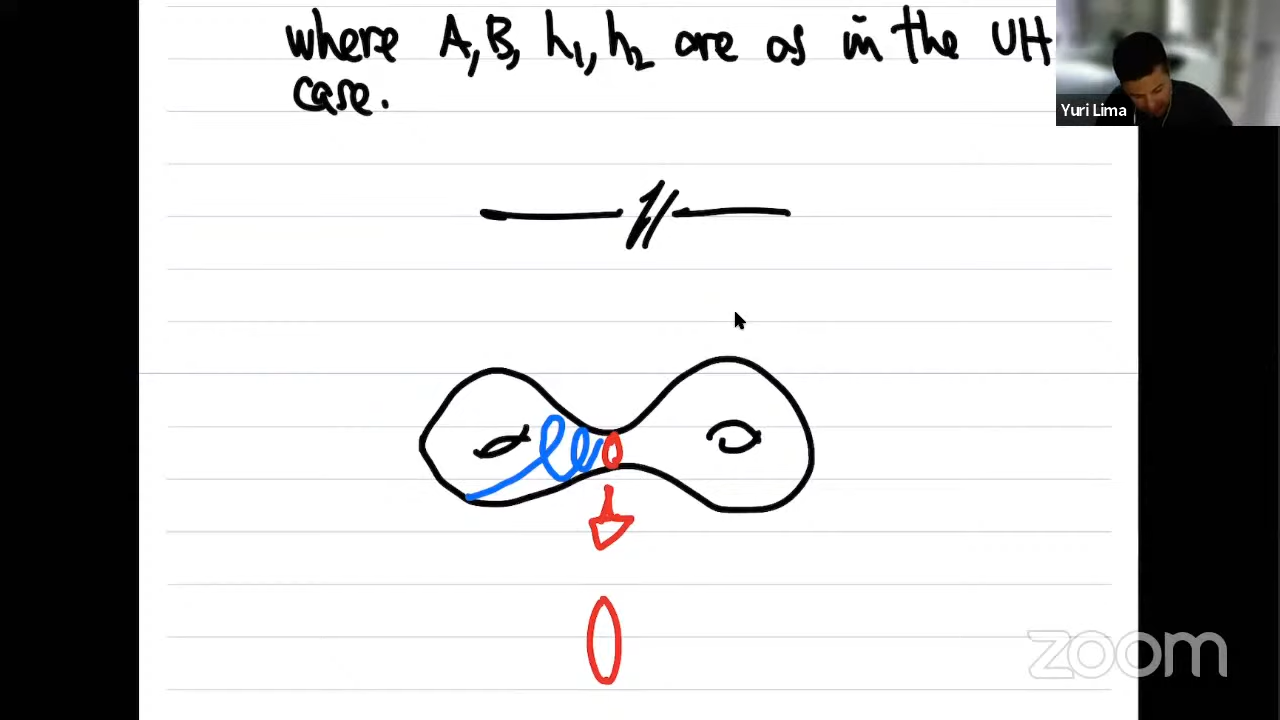 where A, B, h₁, h₂ are as in the UH
case.
Yuri Lima
zoom